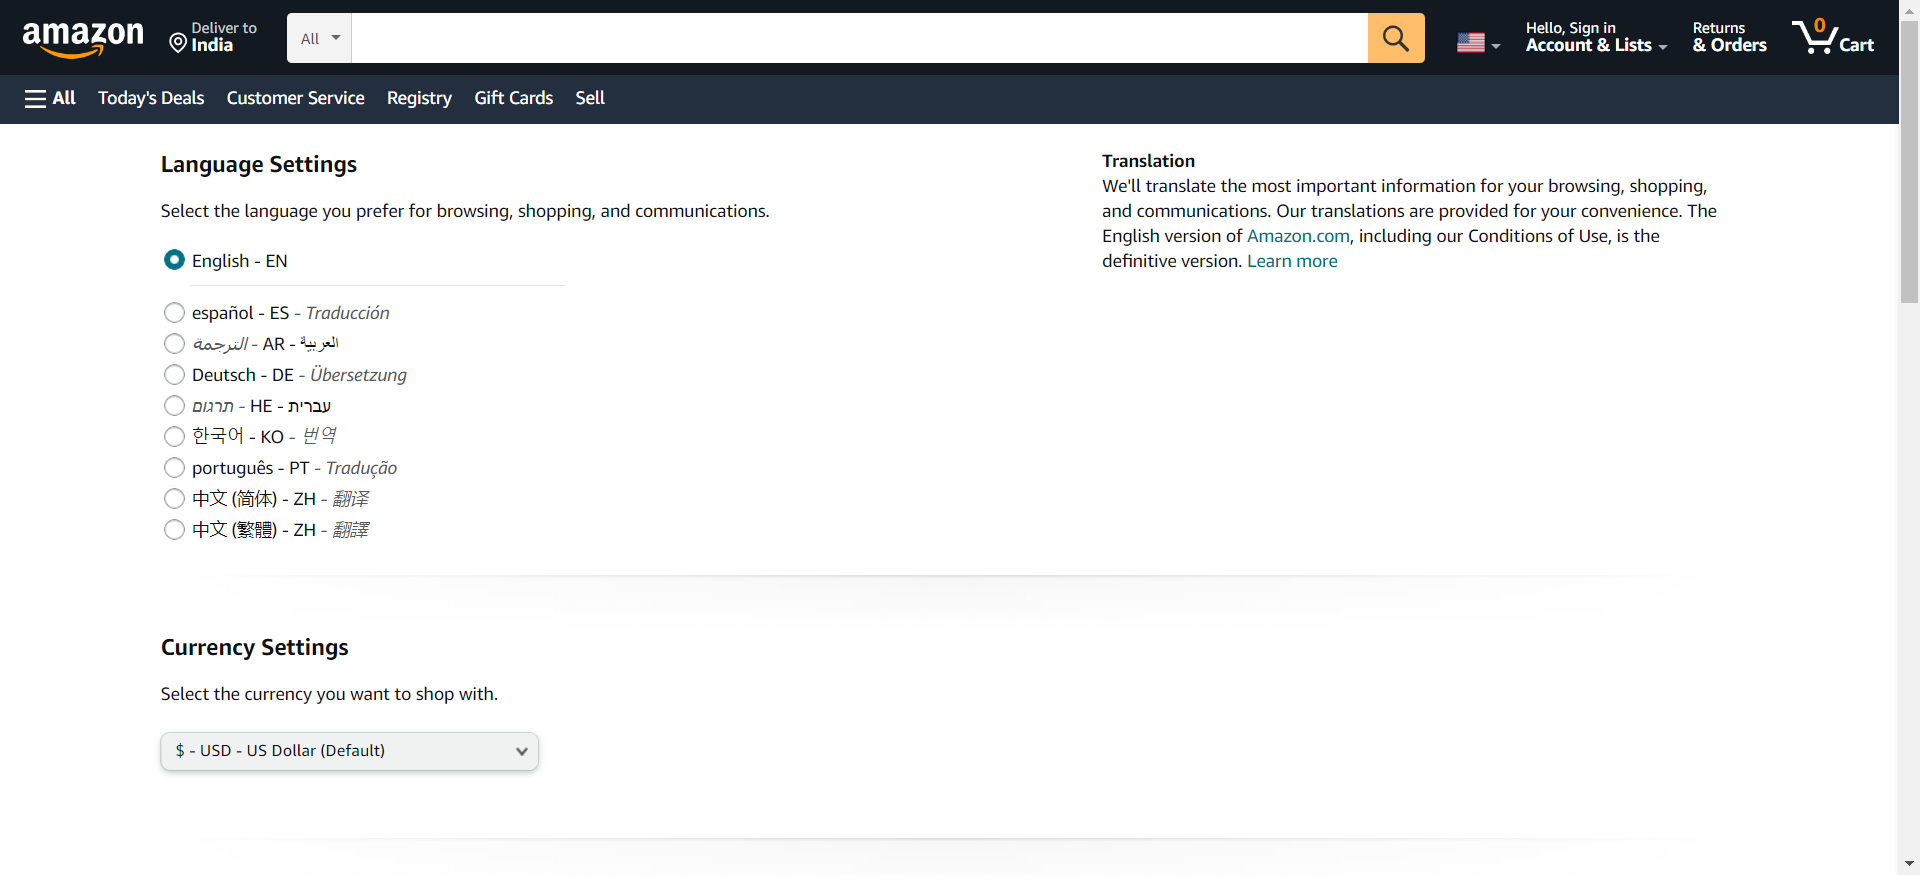 amazon
Deliver to
India
All
Hello, Sign in
Account & Lists
Returns
& Orders
0
Cart
All
Today's Deals
Customer Service
Registry
Gift Cards
Sell
Language Settings
Select the language you prefer for browsing, shopping, and communications.
English - EN
español - ES - Traducción
العربية - AR - الترجمة
Deutsch - DE - Übersetzung
עברית - HE - תרגום
한국어 - KO - 번역
português - PT - Tradução
中文 (简体) - ZH - 翻译
中文 (繁體) - ZH - 翻譯
Translation
We'll translate the most important information for your browsing, shopping,
and communications. Our translations are provided for your convenience. The
English version of Amazon.com, including our Conditions of Use, is the
definitive version. Learn more
Currency Settings
Select the currency you want to shop with.
$ - USD - US Dollar (Default)